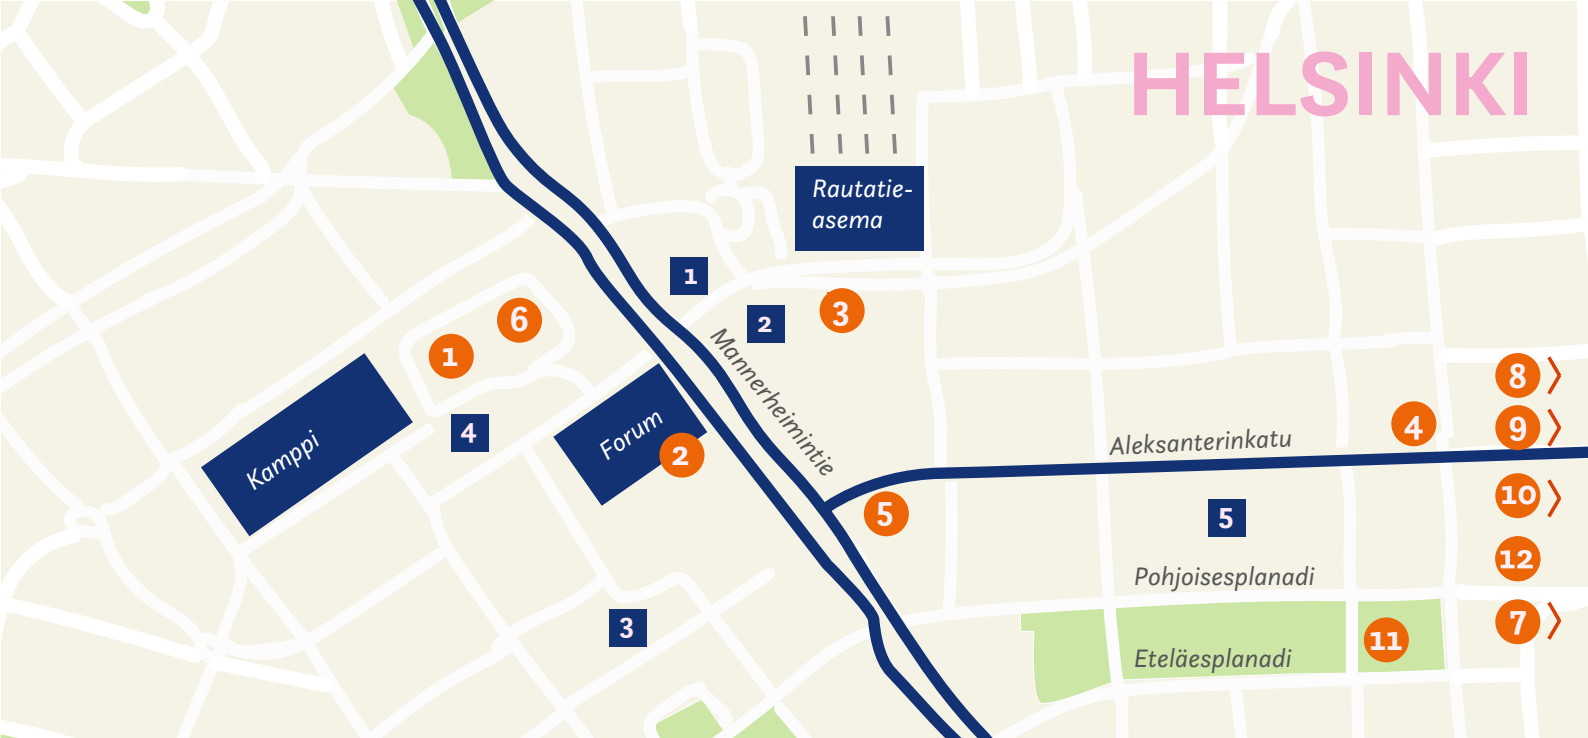 HELSINKI
Rautatie-
asema
1
2
3
6
1
Mannerheimintie
8
4
9
Forum
2
4
Kamppi
Aleksanterinkatu
10
5
5
12
Pohjoisesplanadi
7
3
11
Eteläesplanadi